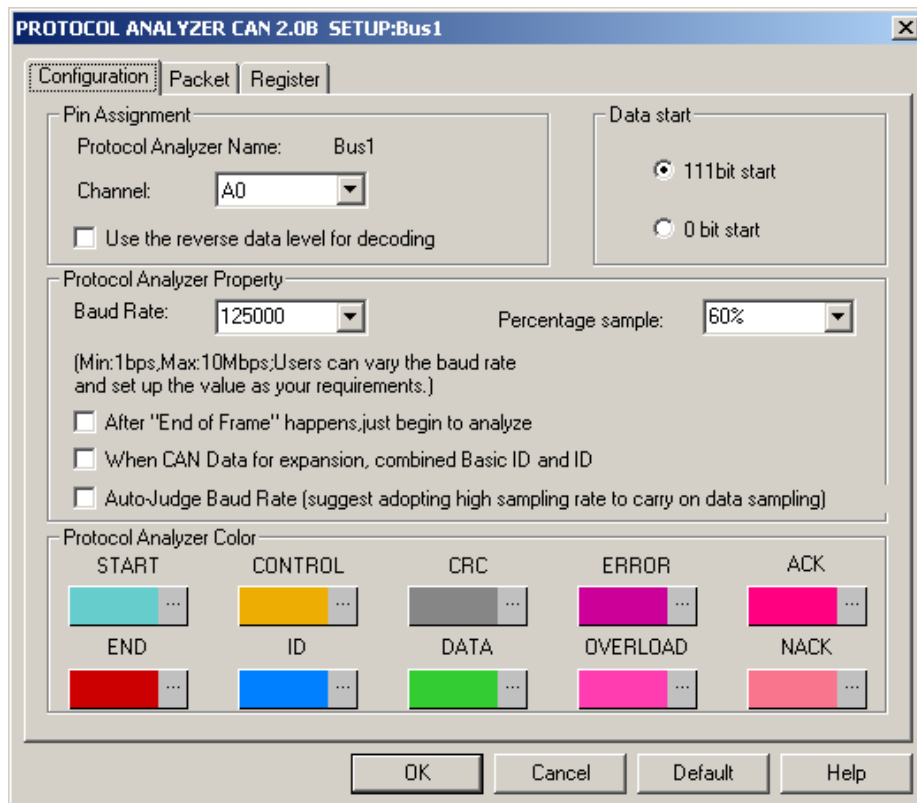 PROTOCOL ANALYZER CAN 2.0B SETUP:Bus1
Configuration Packet Register
Pin Assignment
Protocol Analyzer Name: Bus1
Channel: A0
Use the reverse data level for decoding
Data start
111bit start
0 bit start
Protocol Analyzer Property
Baud Rate: 125000
Percentage sample: 60%
(Min:1bps,Max:10Mbps;Users can vary the baud rate
and set up the value as your requirements.)
After "End of Frame" happens,just begin to analyze
When CAN Data for expansion, combined Basic ID and ID
Auto-Judge Baud Rate (suggest adopting high sampling rate to carry on data sampling)
Protocol Analyzer Color
START CONTROL CRC ERROR ACK
... ... ... ... ...
END ID DATA OVERLOAD NACK
... ... ... ... ...
OK Cancel Default Help